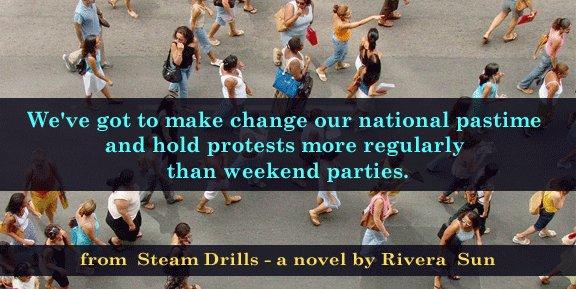 We've got to make change our national pastime
and hold protests more regularly
than weekend parties.
from Steam Drills - a novel by Rivera Sun